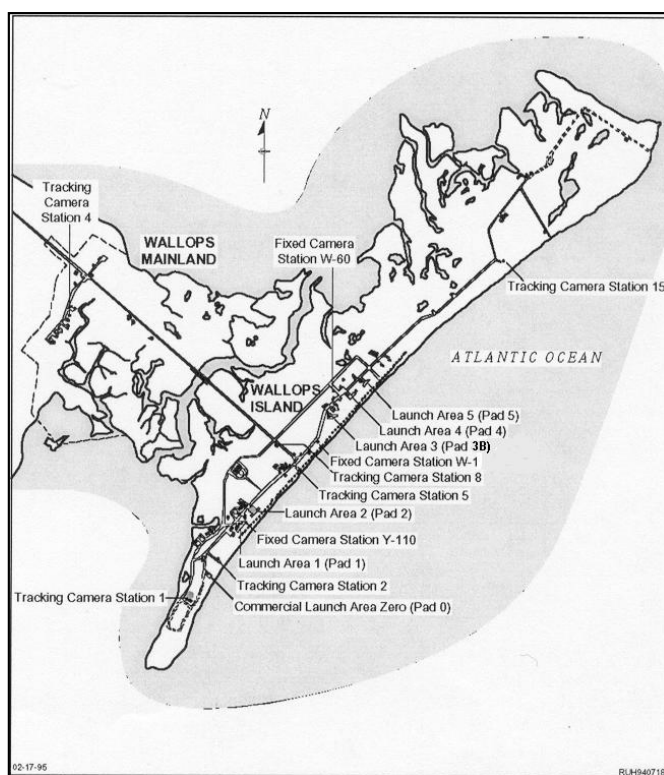 N
Tracking
Camera
Station 4
WALLOPS
MAINLAND
Fixed Camera
Station W-60
Tracking Camera Station 15
ATLANTIC OCEAN
WALLOPS
ISLAND
Launch Area 5 (Pad 5)
Launch Area 4 (Pad 4)
Launch Area 3 (Pad 3B)
Fixed Camera Station W-1
Tracking Camera Station 8
Tracking Camera Station 5
Launch Area 2 (Pad 2)
Fixed Camera Station Y-110
Launch Area 1 (Pad 1)
Tracking Camera Station 2
Tracking Camera Station 1
Commercial Launch Area Zero (Pad 0)
02-17-95
RUH940718